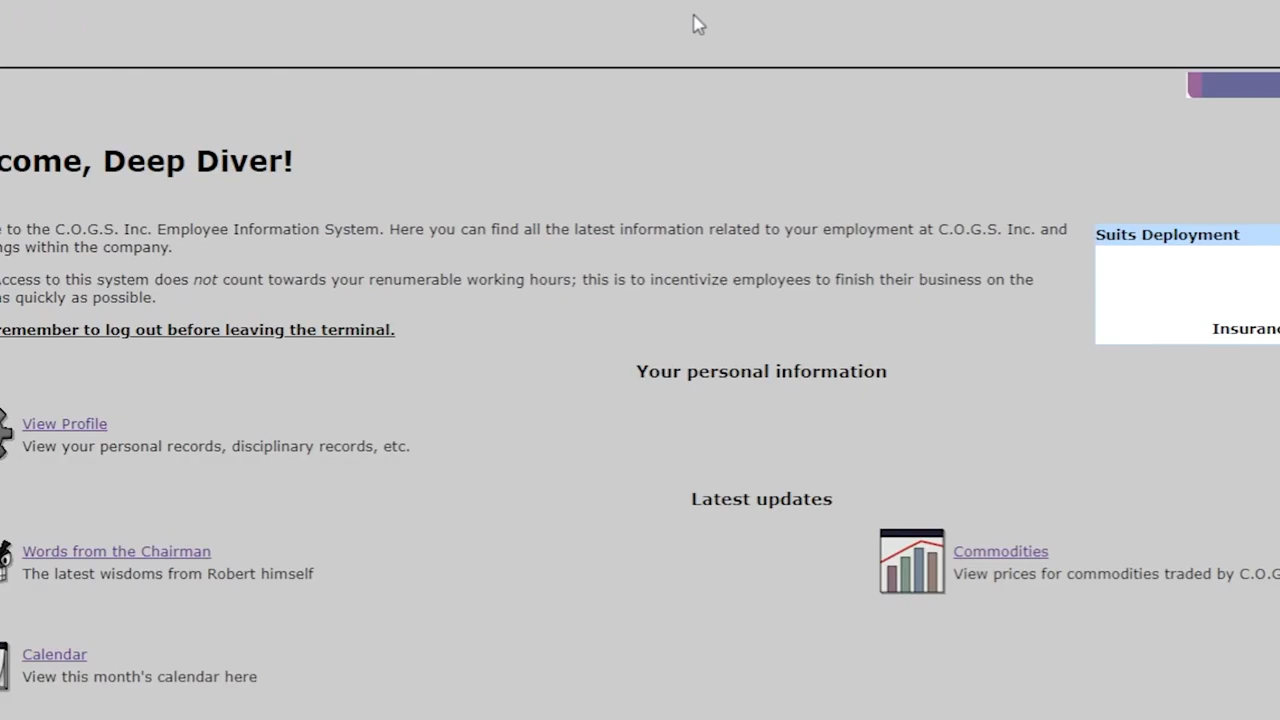 come, Deep Diver!
to the C.O.G.S. Inc. Employee Information System. Here you can find all the latest information related to your employment at C.O.G.S. Inc. and
ngs within the company.
Access to this system does not count towards your renumerable working hours; this is to incentivize employees to finish their business on the
as quickly as possible.
remember to log out before leaving the terminal.
Suits Deployment
Insuranc
Your personal information
View Profile
View your personal records, disciplinary records, etc.
Latest updates
Words from the Chairman
The latest wisdoms from Robert himself
Commodities
View prices for commodities traded by C.O.G
Calendar
View this month's calendar here